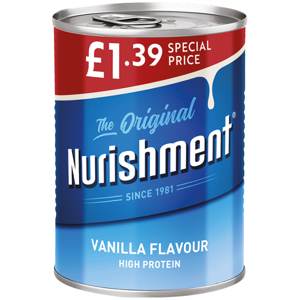 £1.39 SPECIAL PRICE
The Original
Nurishment®
SINCE 1981
VANILLA FLAVOUR
HIGH PROTEIN